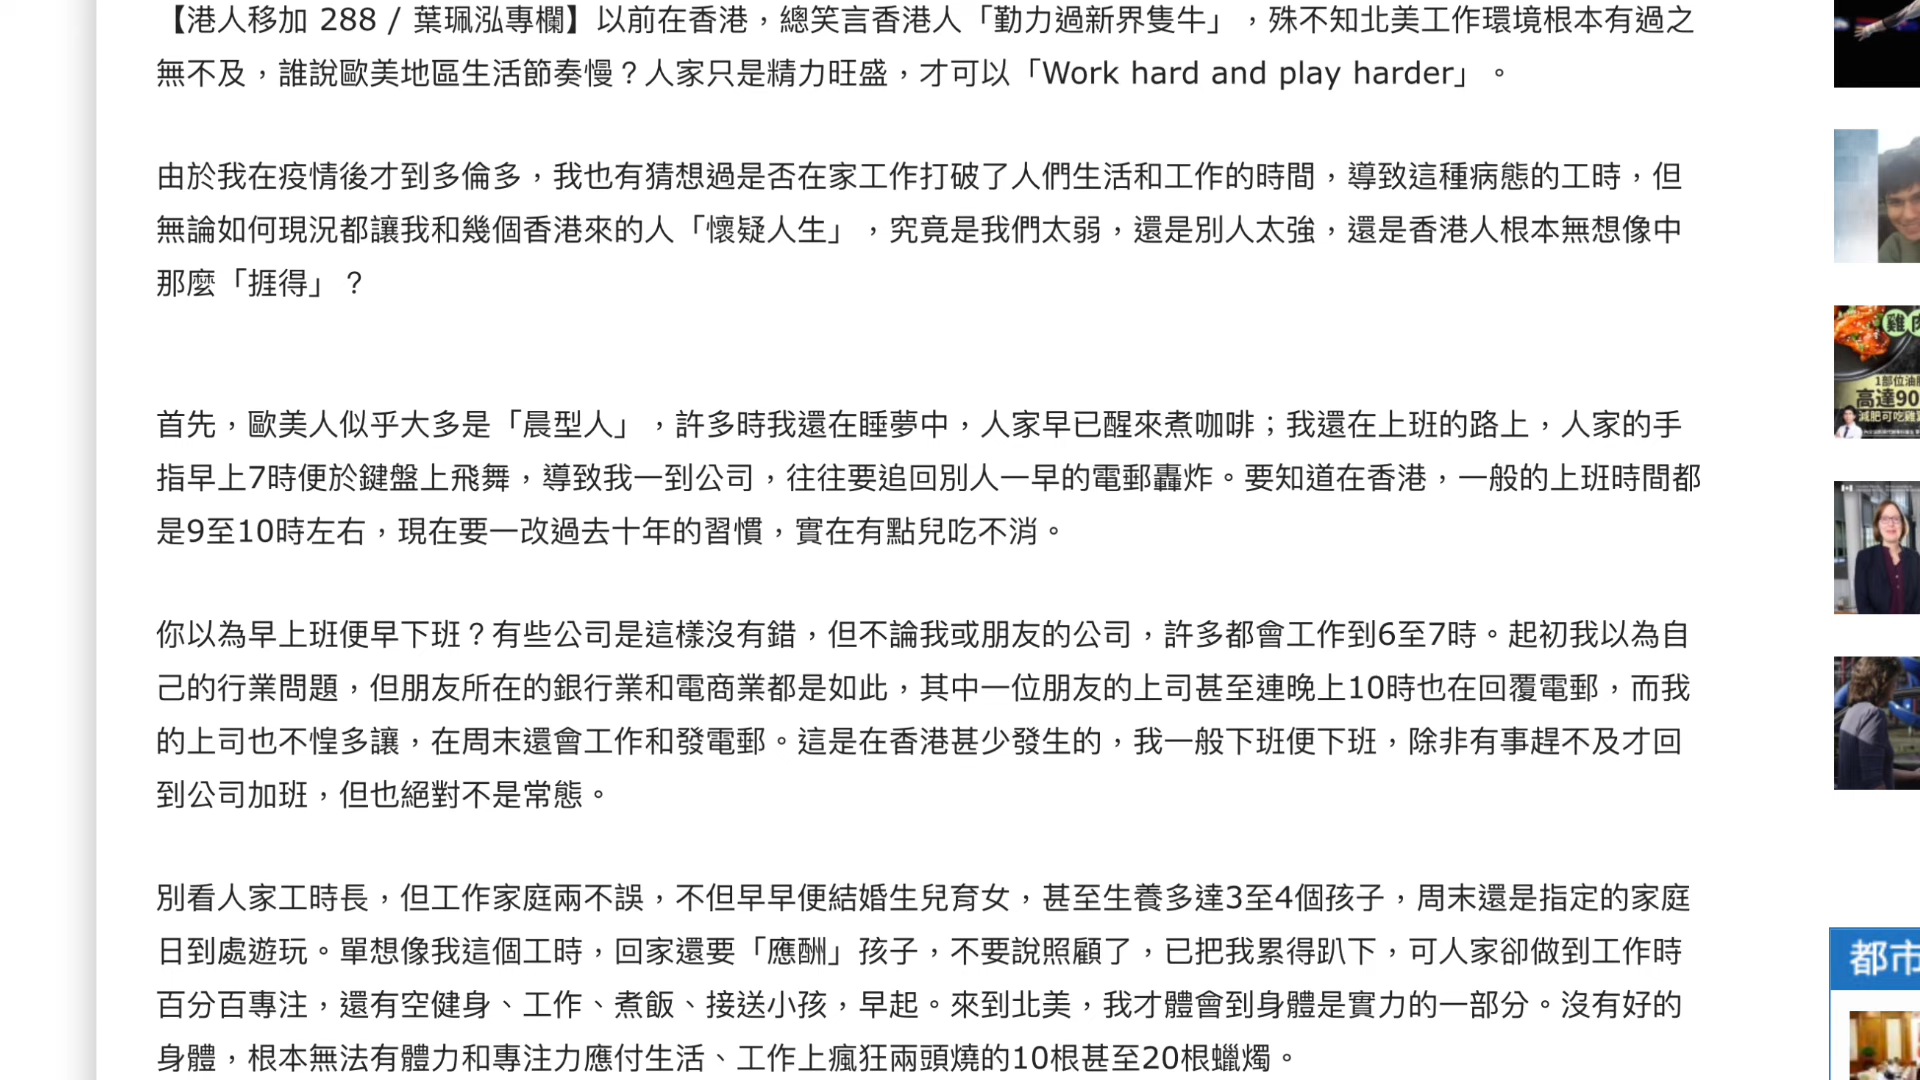 【港人移加 288 / 葉珮泓專欄】以前在香港，總笑言香港人「勤力過新界隻牛」，殊不知北美工作環境根本有過之
無不及，誰說歐美地區生活節奏慢？人家只是精力旺盛，才可以「Work hard and play harder」。
由於我在疫情後才到多倫多，我也有猜想過是否在家工作打破了人們生活和工作的時間，導致這種病態的工時，但
無論如何現況都讓我和幾個香港來的人「懷疑人生」，究竟是我們太弱，還是別人太強，還是香港人根本無想像中
那麼「捱得」？
首先，歐美人似乎大多是「晨型人」，許多時我還在睡夢中，人家早已醒來煮咖啡；我還在上班的路上，人家的手
指早上7時便於鍵盤上飛舞，導致我一到公司，往往要追回別人一早的電郵轟炸。要知道在香港，一般的上班時間都
是9至10時左右，現在要一改過去十年的習慣，實在有點兒吃不消。
你以為早上班便早下班？有些公司是這樣沒有錯，但不論我或朋友的公司，許多都會工作到6至7時。起初我以為自
己的行業問題，但朋友所在的銀行業和電商業都是如此，其中一位朋友的上司甚至連晚上10時也在回覆電郵，而我
的上司也不惶多讓，在周末還會工作和發電郵。這是在香港甚少發生的，我一般下班便下班，除非有事趕不及才回
到公司加班，但也絕對不是常態。
別看人家工時長，但工作家庭兩不誤，不但早早便結婚生兒育女，甚至生養多達3至4個孩子，周末還是指定的家庭
日到處遊玩。單想像我這個工時，回家還要「應酬」孩子，不要說照顧了，已把我累得趴下，可人家卻做到工作時
百分百專注，還有空健身、工作、煮飯、接送小孩，早起。來到北美，我才體會到身體是實力的一部分。沒有好的
身體，根本無法有體力和專注力應付生活、工作上瘋狂兩頭燒的10根甚至20根蠟燭。
雞
1部位油
高達90
減肥可吃雞
都市